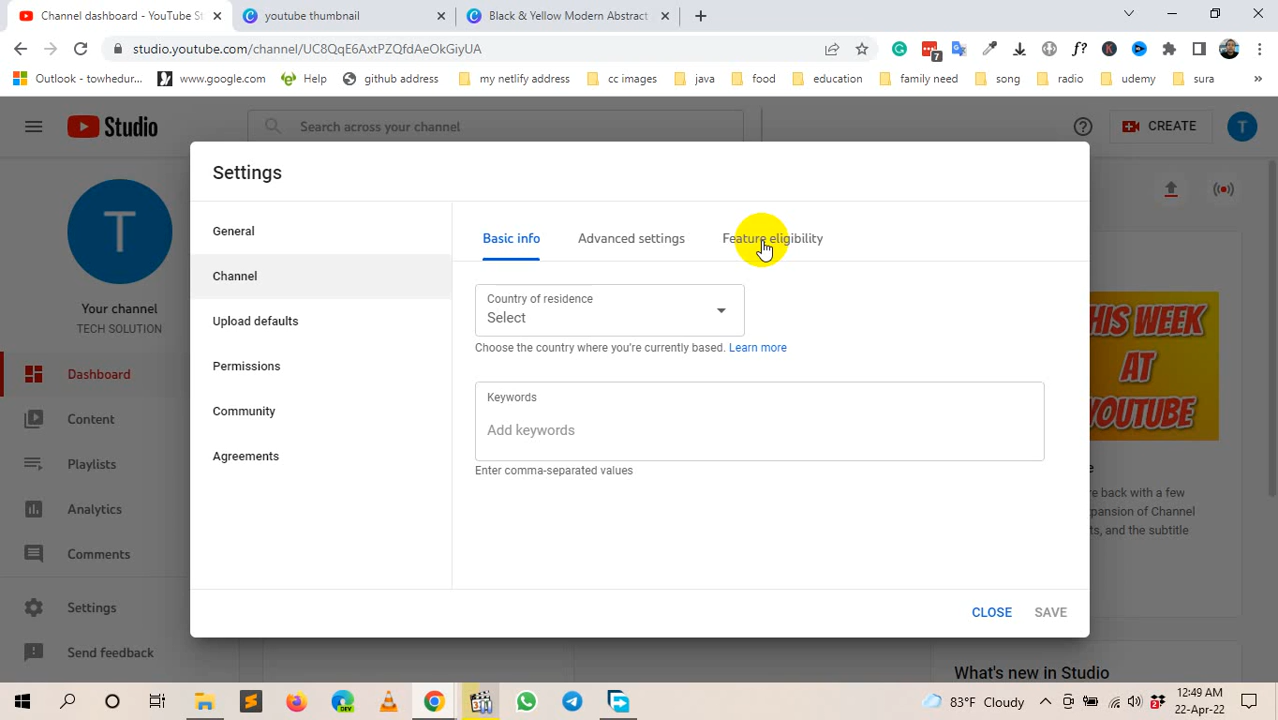 Channel dashboard - YouTube St
youtube thumbnail
Black & Yellow Modern Abstract
studio.youtube.com/channel/UC8QqE6AxtPZQfdAeOkGiyUA
7
Outlook - towhedur...
www.google.com
Help
github address
my netlify address
cc images
java
food
education
family need
song
radio
udemy
sura
»
Studio
Search across your channel
CREATE
T
T
Your channel
TECH SOLUTION
Dashboard
Content
Playlists
Analytics
Comments
Settings
Send feedback
Settings
General
Channel
Upload defaults
Permissions
Community
Agreements
Basic info
Advanced settings
Feature eligibility
Country of residence
Select
Choose the country where you're currently based. Learn more
Keywords
Add keywords
Enter comma-separated values
CLOSE
SAVE
THIS WEEK
AT
YOUTUBE
re back with a few
xpansion of Channel
ts, and the subtitle
What's new in Studio
DEV
83°F Cloudy
2
12:49 AM
22-Apr-22